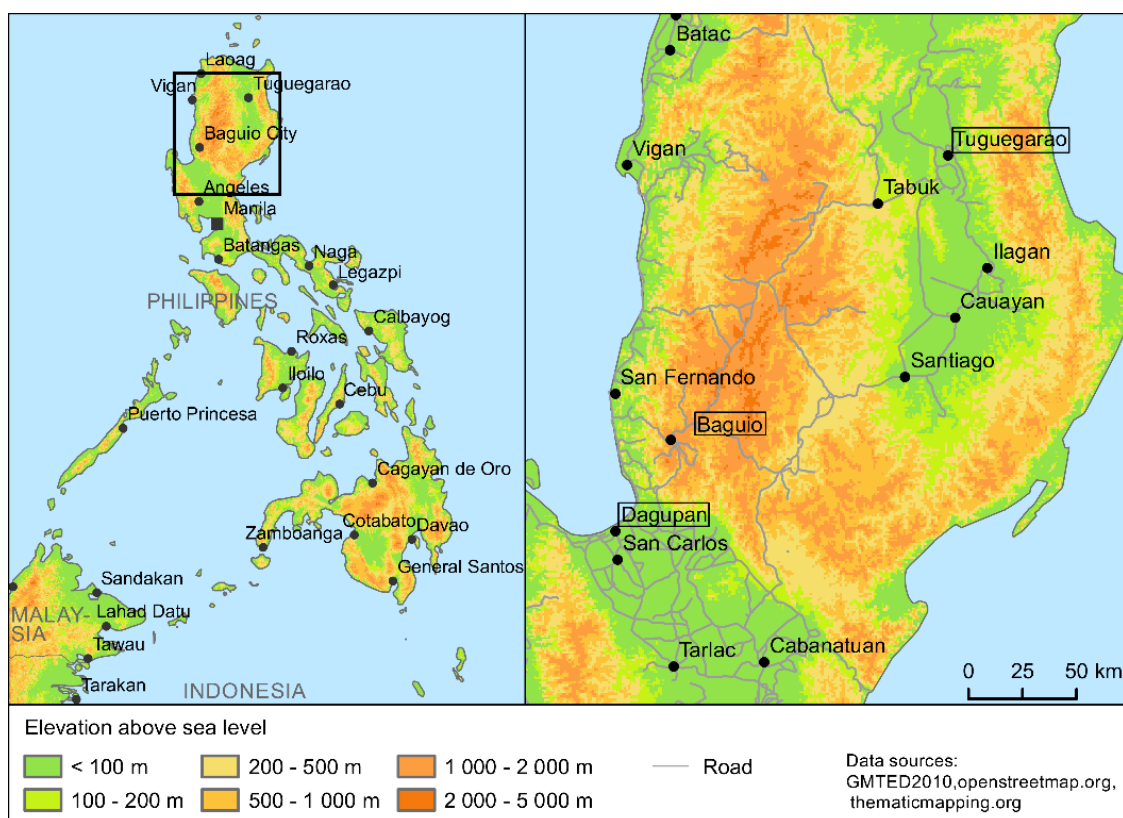 Laoag
Vigan
Tuguegarao
Baguio City
Angeles
Manila
Batangas
Naga
Legazpi
PHILIPPINES
Calbayog
Roxas
Iloilo
Cebu
Puerto Princesa
Cagayan de Oro
Cotabato
Davao
Zamboanga
General Santos
Sandakan
MALAY-
SIA
Lahad Datu
Tawau
Tarakan
INDONESIA
Batac
Vigan
Tuguegarao
Tabuk
Ilagan
Cauayan
Santiago
San Fernando
Baguio
Dagupan
San Carlos
Tarlac
Cabanatuan
0 25 50 km
Elevation above sea level
< 100 m
200 - 500 m
1 000 - 2 000 m
Road
100 - 200 m
500 - 1 000 m
2 000 - 5 000 m
Data sources:
GMTED2010,openstreetmap.org,
thematicmapping.org